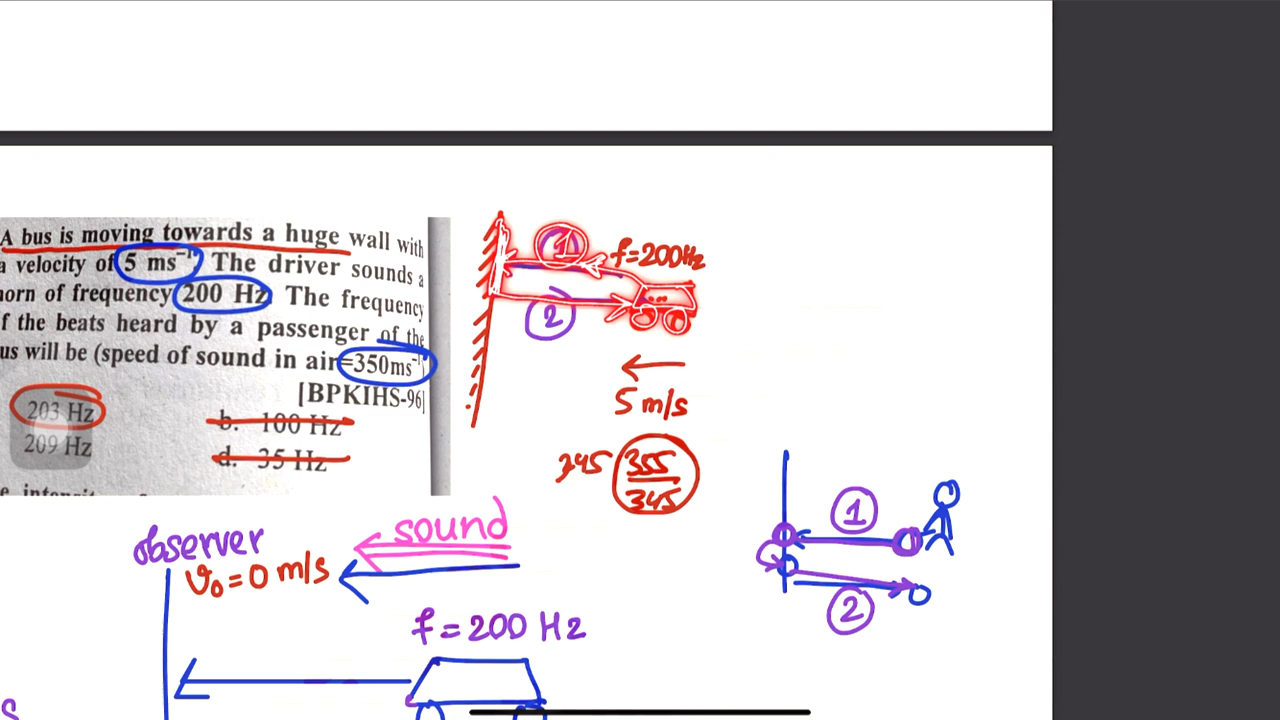 A bus is moving towards a huge wall with
a velocity of 5 ms⁻¹. The driver sounds a
horn of frequency 200 Hz. The frequency
f the beats heard by a passenger of the
us will be (speed of sound in air=350ms⁻¹)
[BPKIHS-96]
203 Hz b. 100 Hz
209 Hz d. 35 Hz
1 f=200Hz
2
5 m/s
345 355
345
observer
sound
v₀=0 m/s
f=200 Hz
1
2